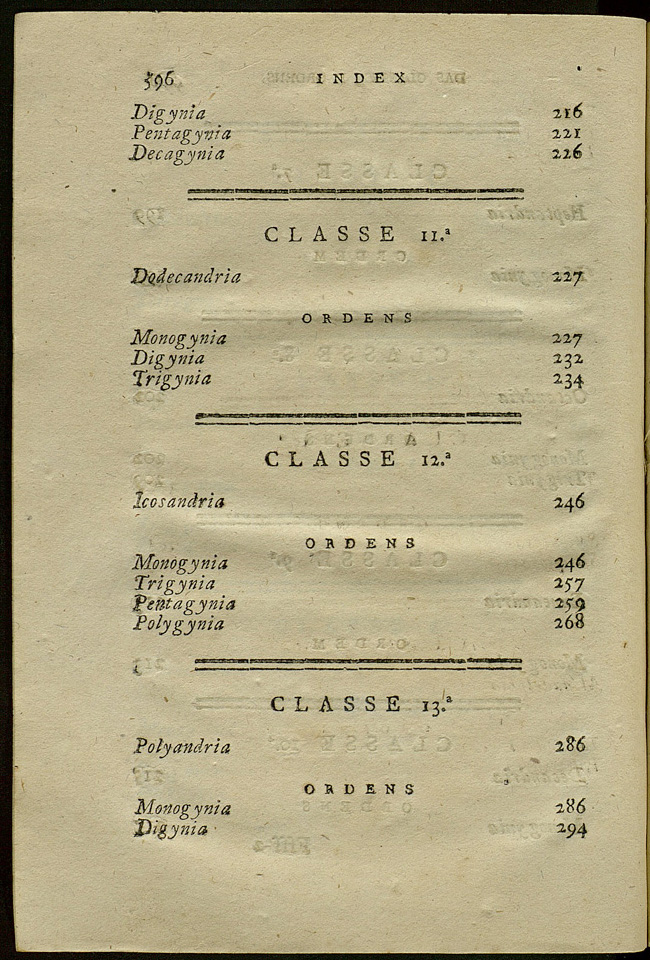 596 INDEX
Digynia 216
Pentagynia 221
Decagynia 226
CLASSE 11.ª
Dodecandria 227
ORDENS
Monogynia 227
Digynia 232
Trigynia 234
CLASSE 12.ª
Icosandria 246
ORDENS
Monogynia 246
Trigynia 257
Pentagynia 259
Polygynia 268
CLASSE 13.ª
Polyandria 286
ORDENS
Monogynia 286
Digynia 294